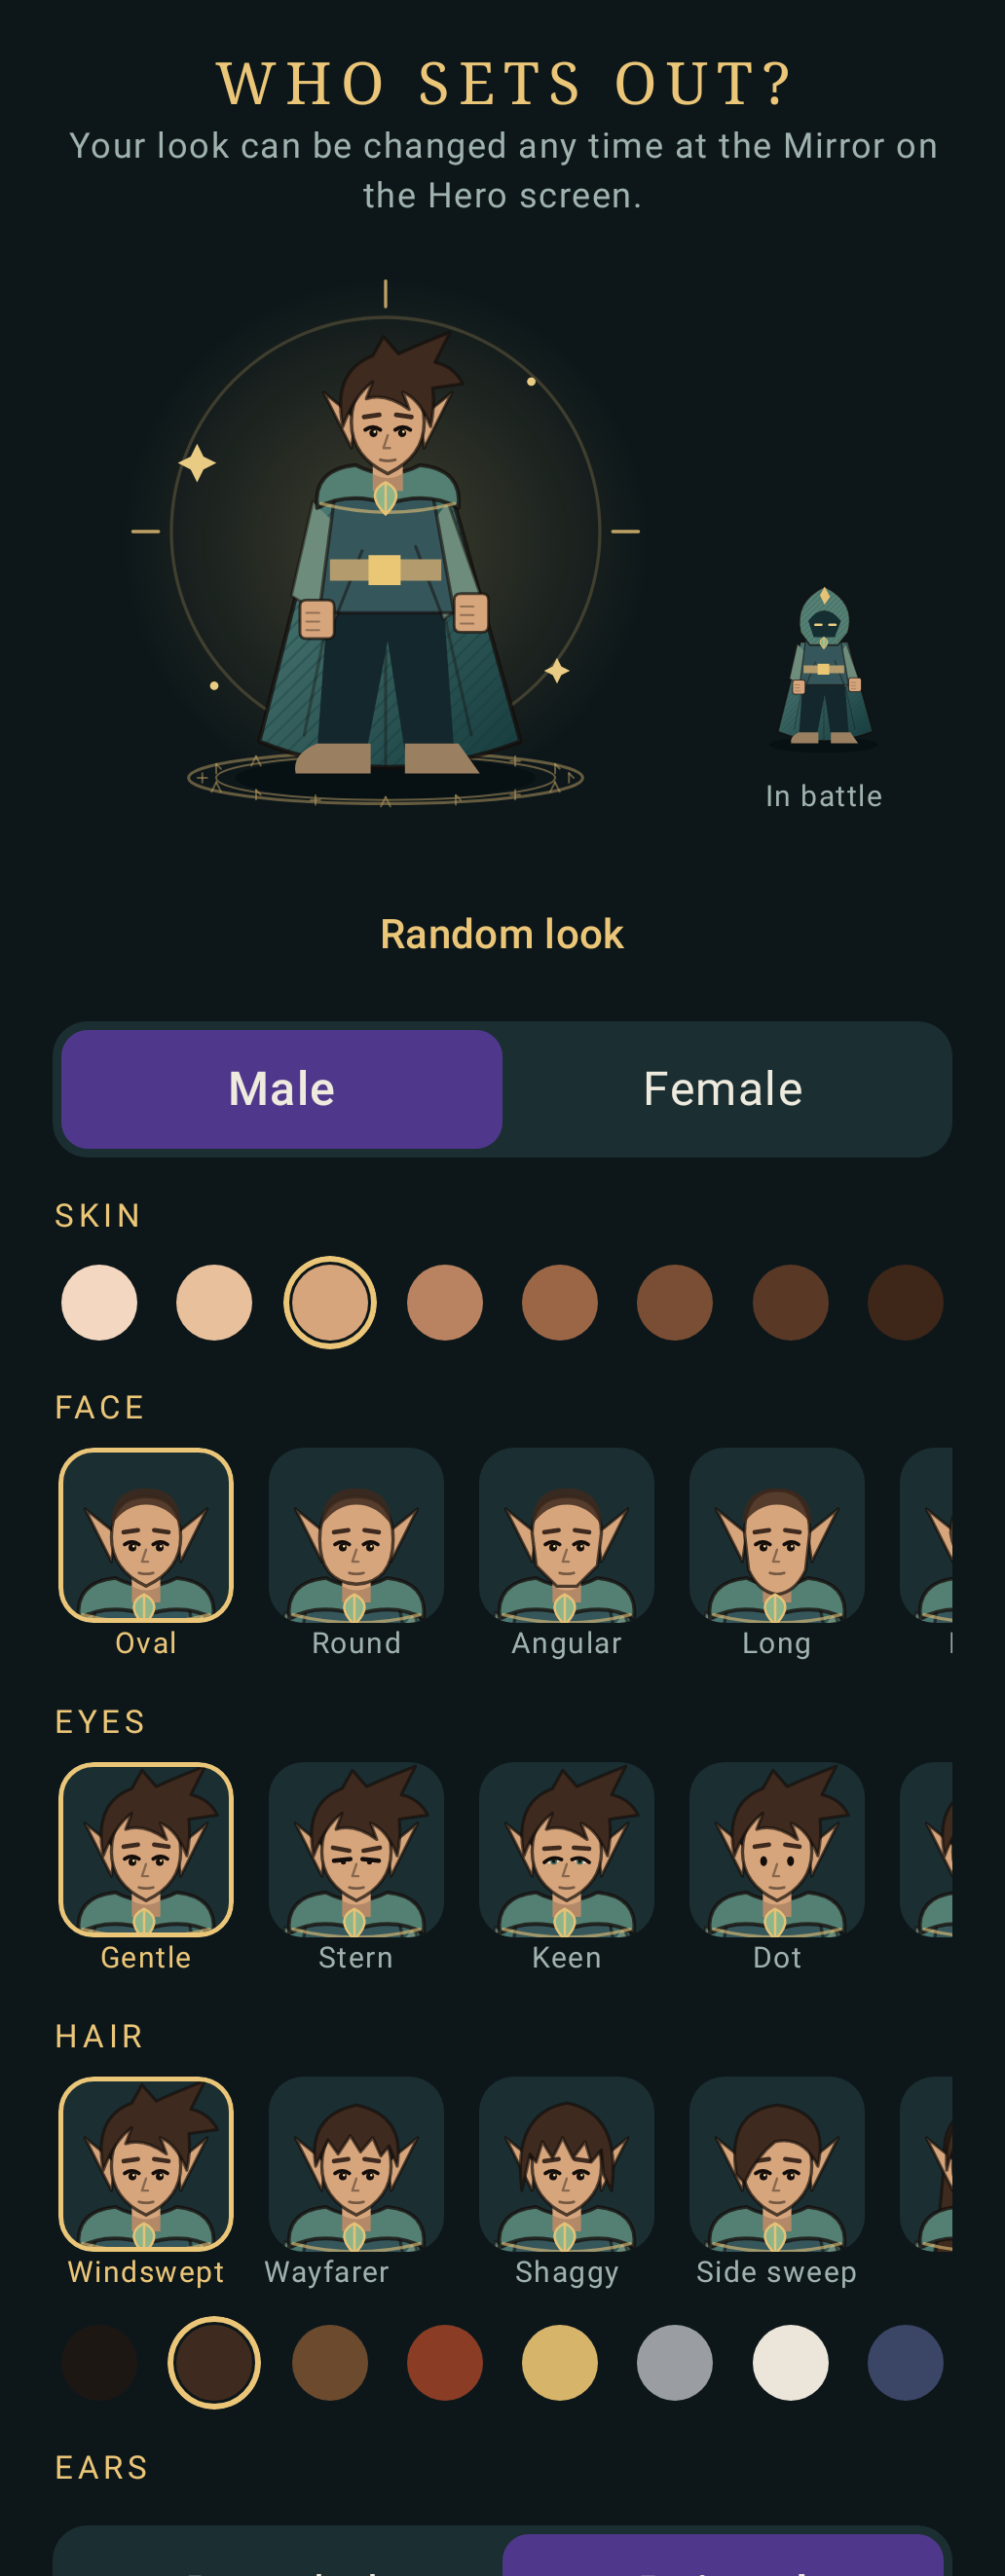 WHO SETS OUT?
Your look can be changed any time at the Mirror on
the Hero screen.
In battle
Random look
Male
Female
SKIN
FACE
Oval
Round
Angular
Long
EYES
Gentle
Stern
Keen
Dot
HAIR
Windswept
Wayfarer
Shaggy
Side sweep
EARS